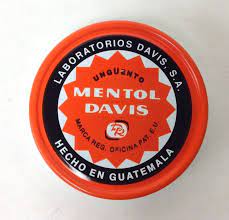 LABORATORIOS DAVIS, S.A.
UNGUENTO
MENTOL
DAVIS
MARCA REG. OFICINA PAT. E.U.
HECHO EN GUATEMALA